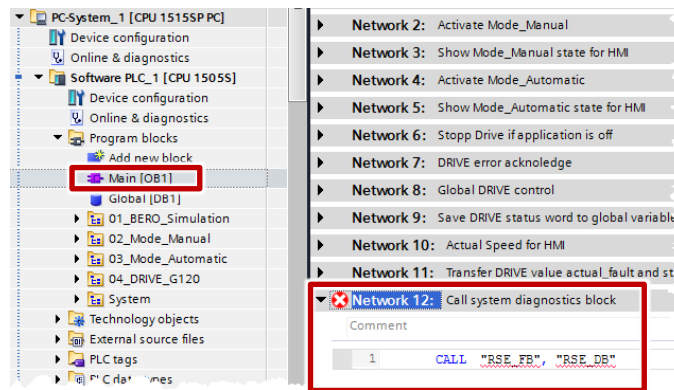 PC-System_1 [CPU 1515SP PC]
Device configuration
Online & diagnostics
Software PLC_1 [CPU 1505S]
Device configuration
Online & diagnostics
Program blocks
Add new block
Main [OB1]
Global [DB1]
01_BERO_Simulation
02_Mode_Manual
03_Mode_Automatic
04_DRIVE_G120
System
Technology objects
External source files
PLC tags
PLC data types
Network 2: Activate Mode_Manual
Network 3: Show Mode_Manual state for HMI
Network 4: Activate Mode_Automatic
Network 5: Show Mode_Automatic state for HMI
Network 6: Stopp Drive if application is off
Network 7: DRIVE error acknoledge
Network 8: Global DRIVE control
Network 9: Save DRIVE status word to global variable
Network 10: Actual Speed for HMI
Network 11: Transfer DRIVE value actual_fault and st
Network 12: Call system diagnostics block
Comment
1 CALL "RSE_FB", "RSE_DB"